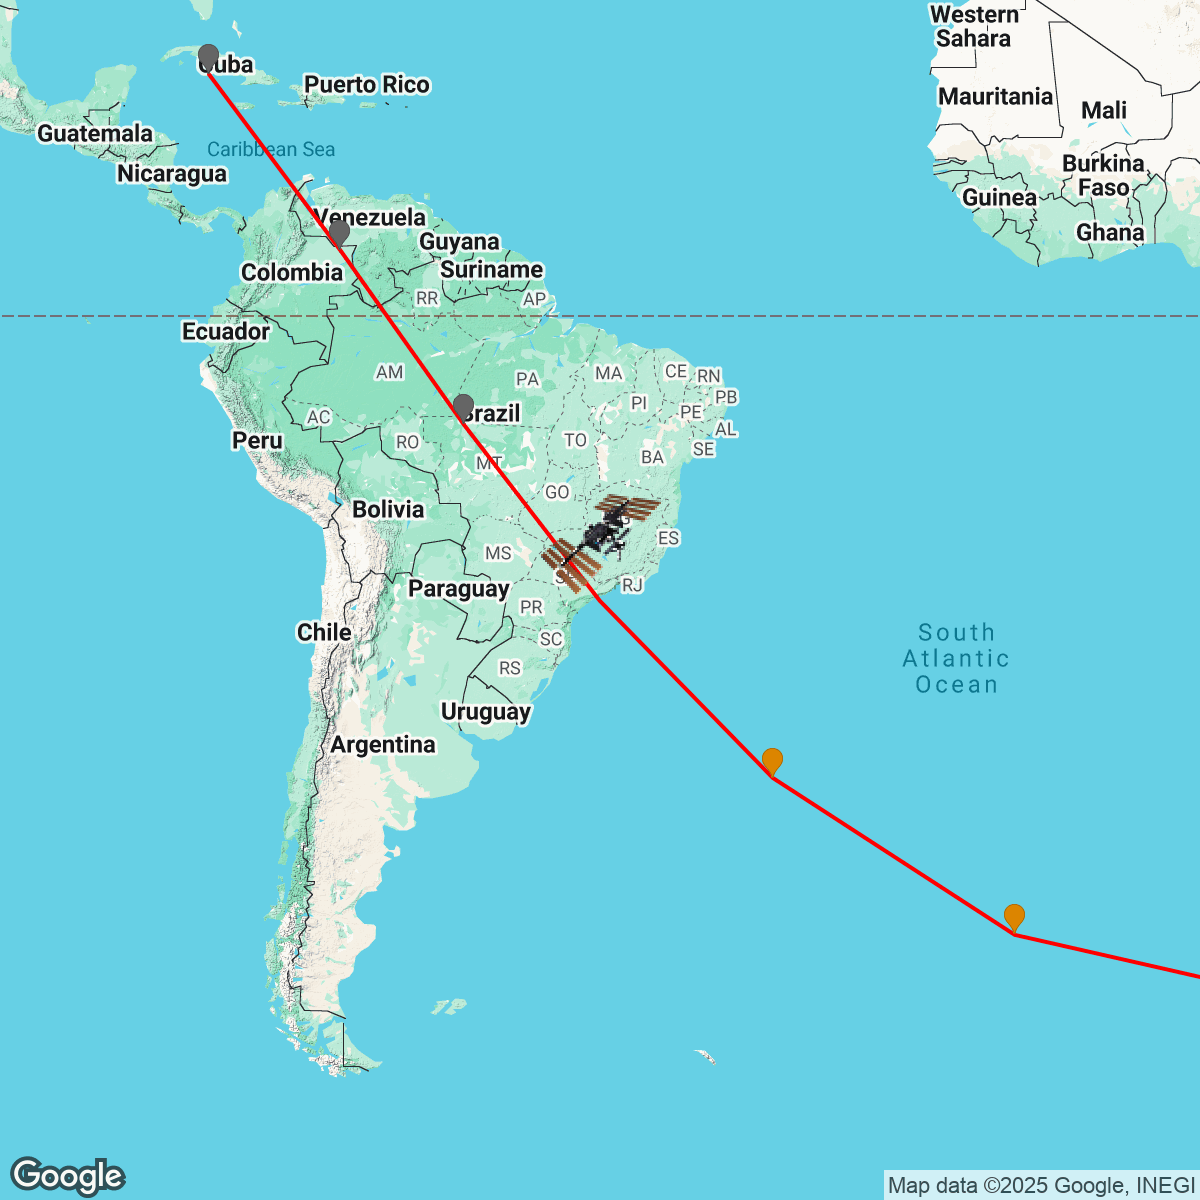 Western
Sahara
Cuba
Puerto Rico
Mauritania
Mali
Guatemala
Caribbean Sea
Nicaragua
Burkina
Faso
Guinea
Venezuela
Ghana
Guyana
Colombia
Suriname
RR
AP
Ecuador
AM
PA
MA
CE
RN
PI
PB
AC
Brazil
PE
AL
Peru
RO
TO
SE
MT
BA
GO
Bolivia
MS
ES
Paraguay
RJ
PR
Chile
SC
South
Atlantic
Ocean
RS
Uruguay
Argentina
Google
Map data ©2025 Google, INEGI